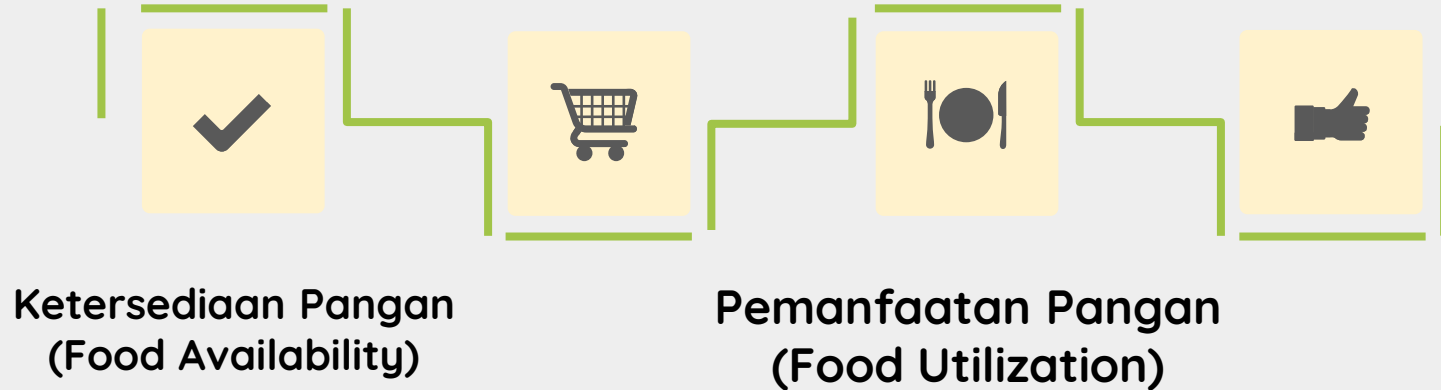 Ketersediaan Pangan
(Food Availability)
Pemanfaatan Pangan
(Food Utilization)